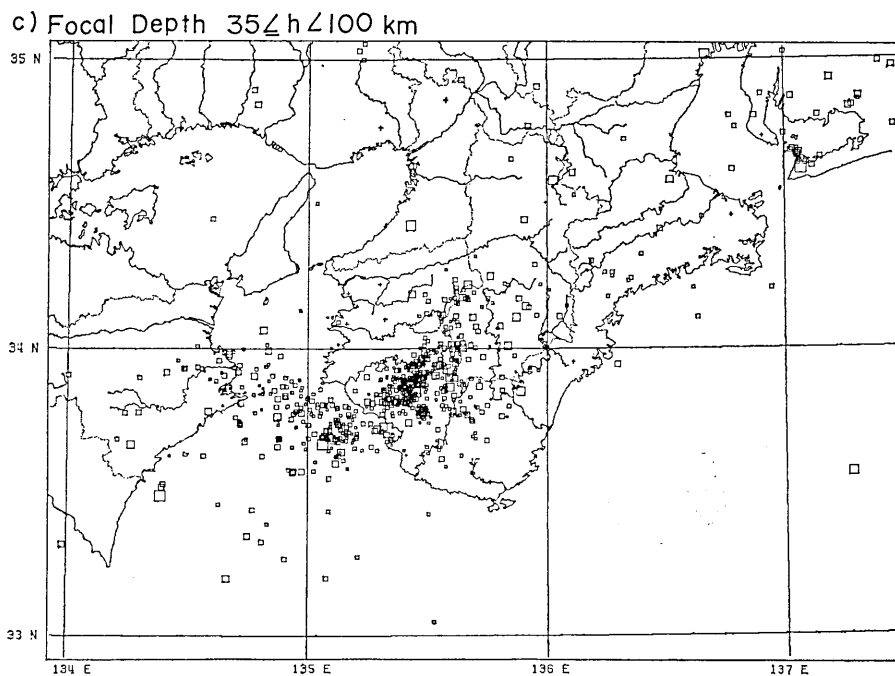 c) Focal Depth 35≤h<100 km
35 N
34 N
33 N
134 E
135 E
136 E
137 E